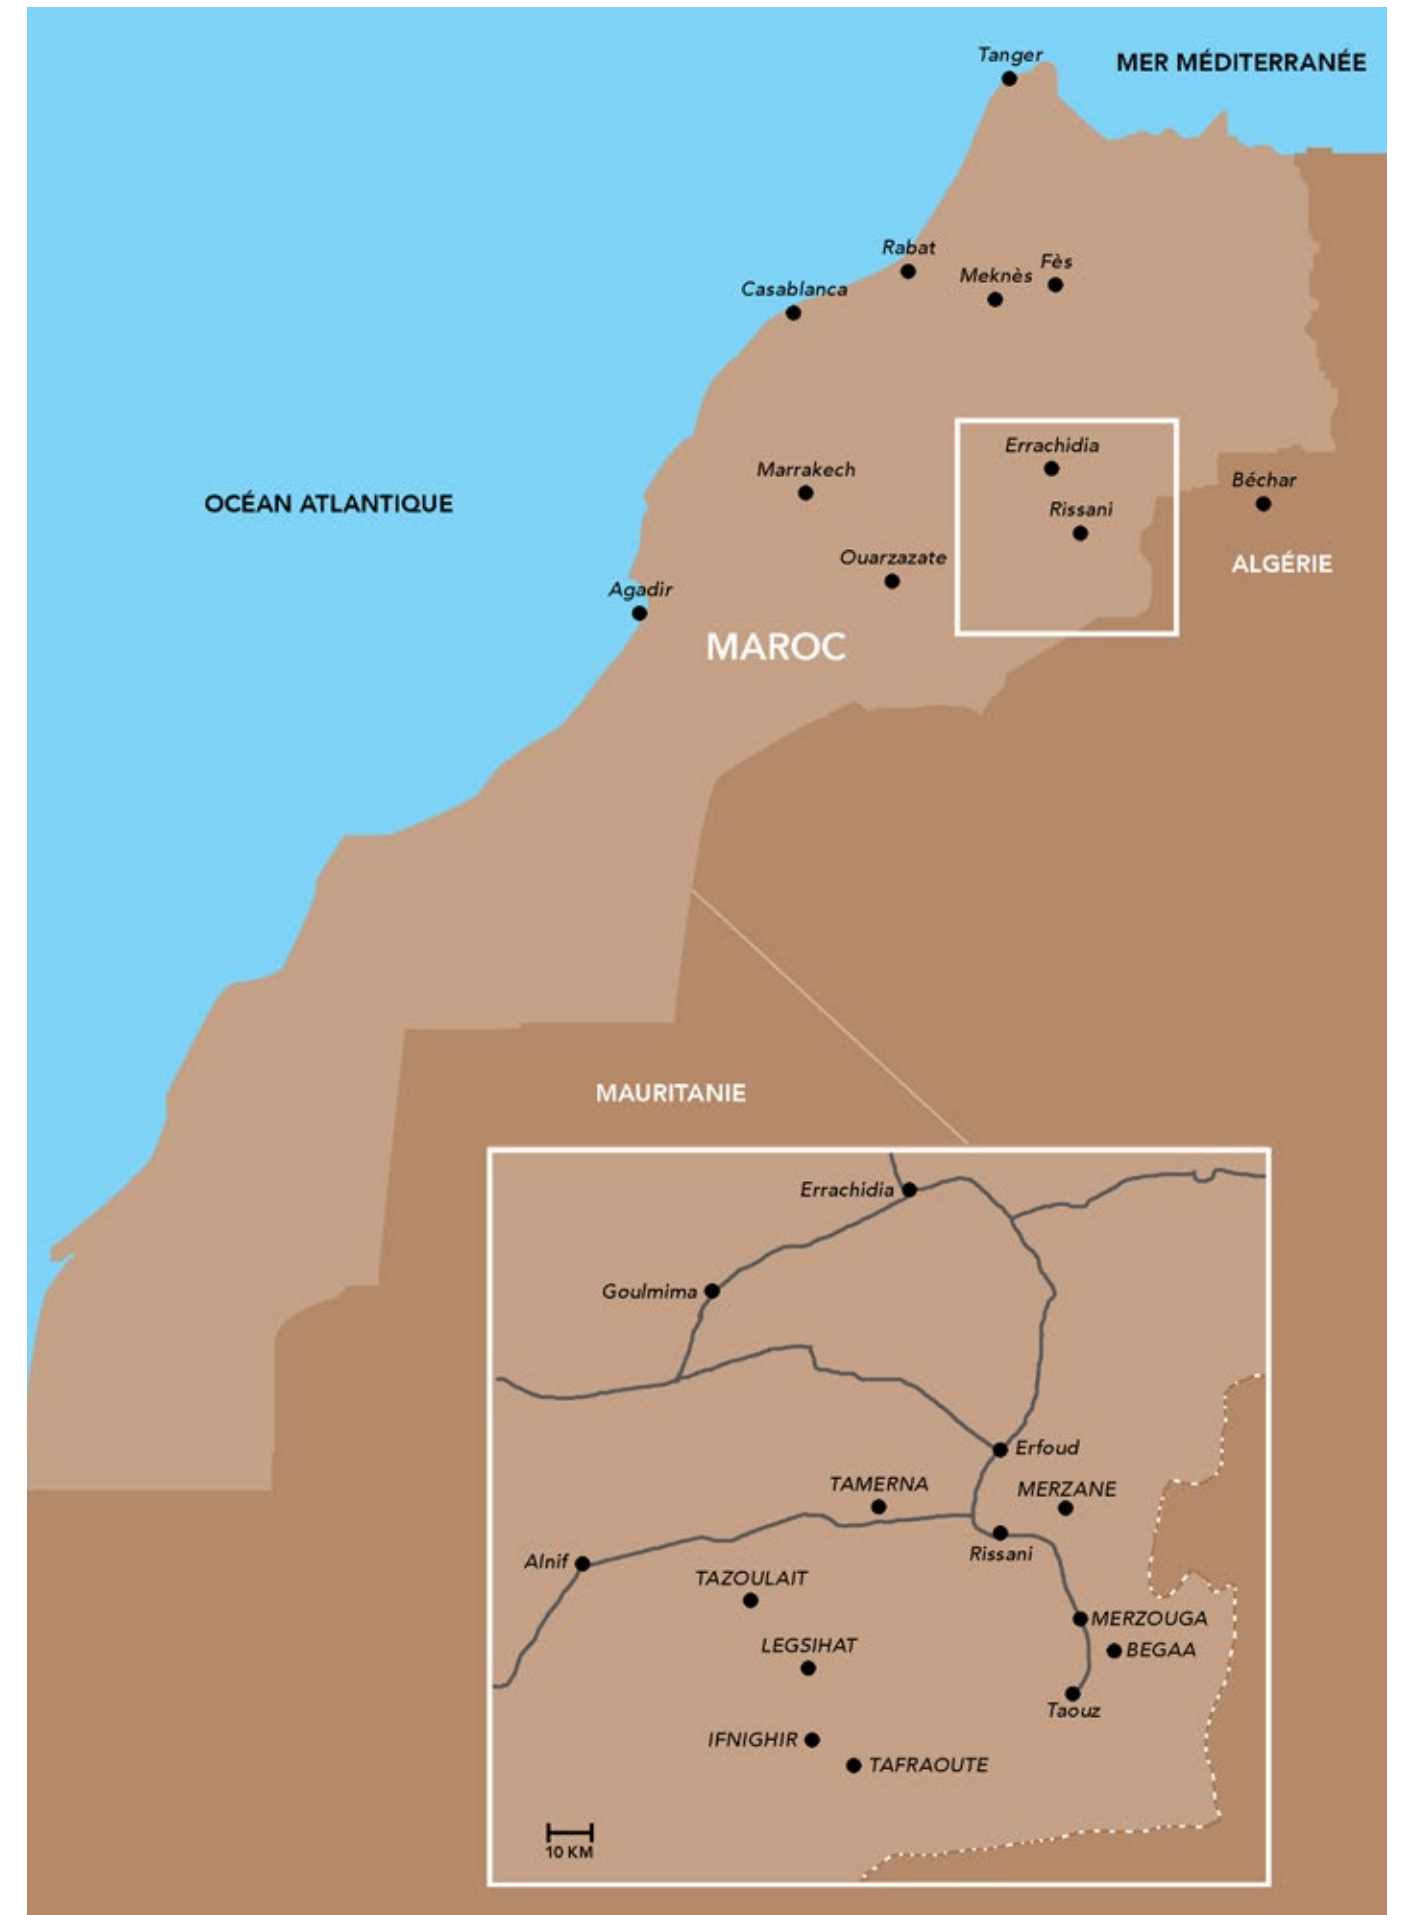 Tanger
MER MÉDITERRANÉE
Rabat
Fès
Meknès
Casablanca
Errachidia
Marrakech
Béchar
OCÉAN ATLANTIQUE
Rissani
Ouarzazate
ALGÉRIE
Agadir
MAROC
MAURITANIE
Errachidia
Goulmima
Erfoud
TAMERNA
MERZANE
Rissani
Alnif
TAZOULAIT
MERZOUGA
LEGSIHAT
BEGAA
Taouz
IFNIGHIR
TAFRAOUTE
10 KM